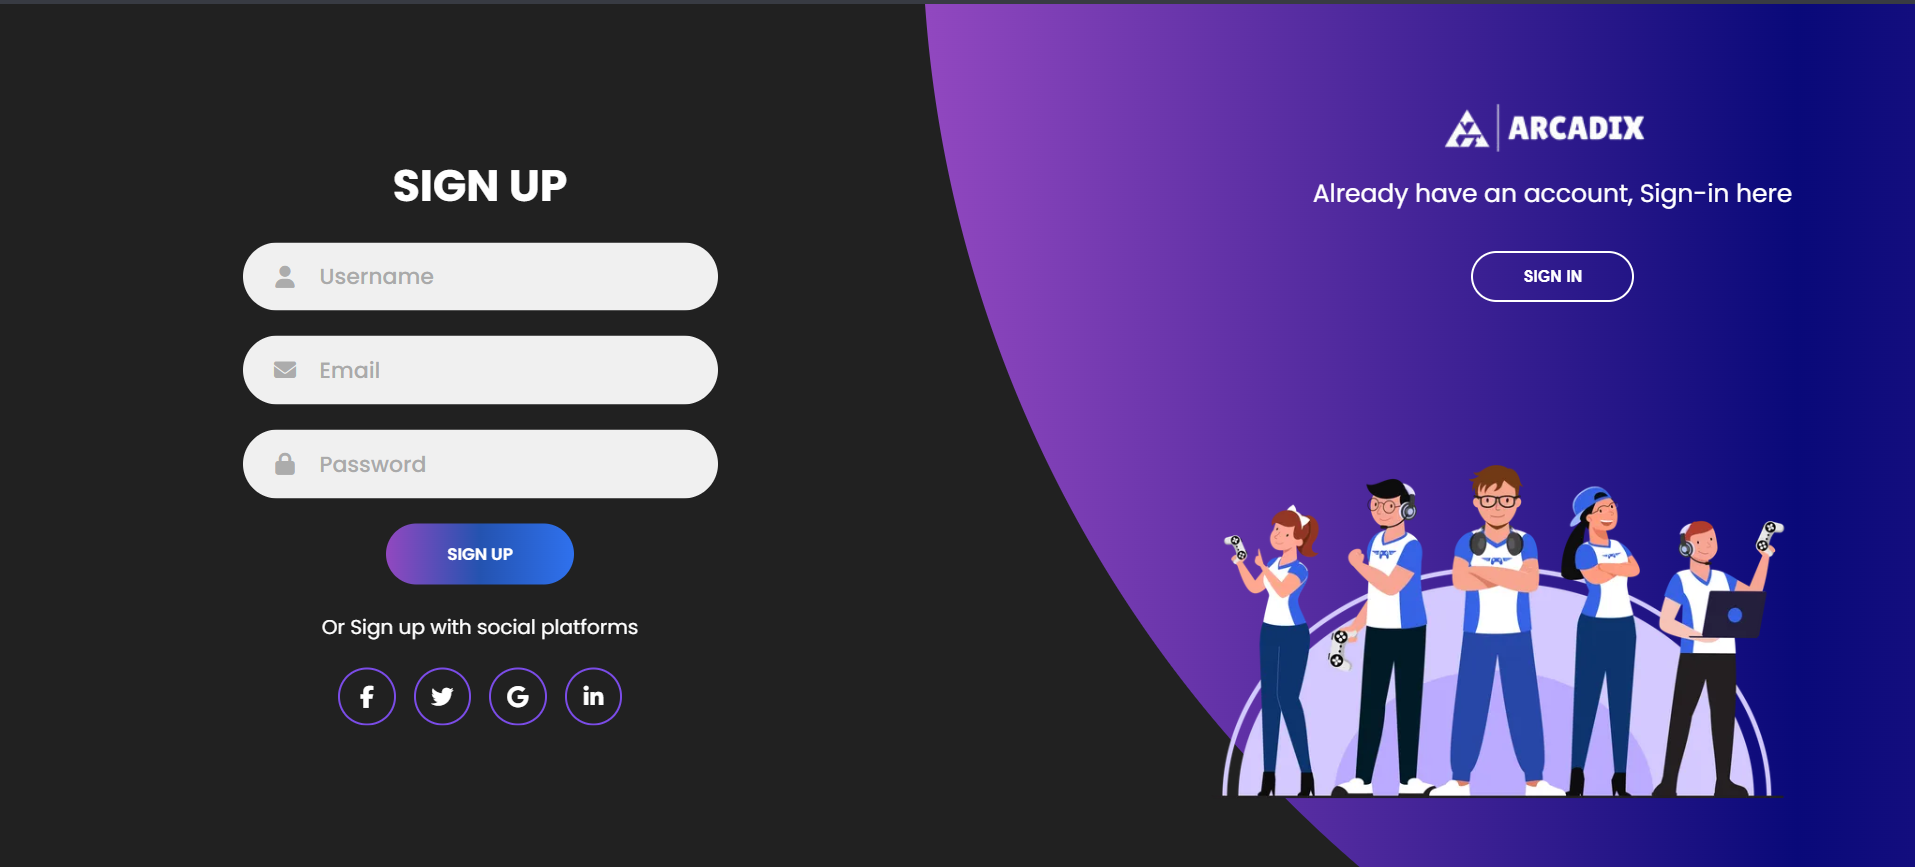 SIGN UP
Username
Email
Password
SIGN UP
Or Sign up with social platforms
ARCADIX
Already have an account, Sign-in here
SIGN IN